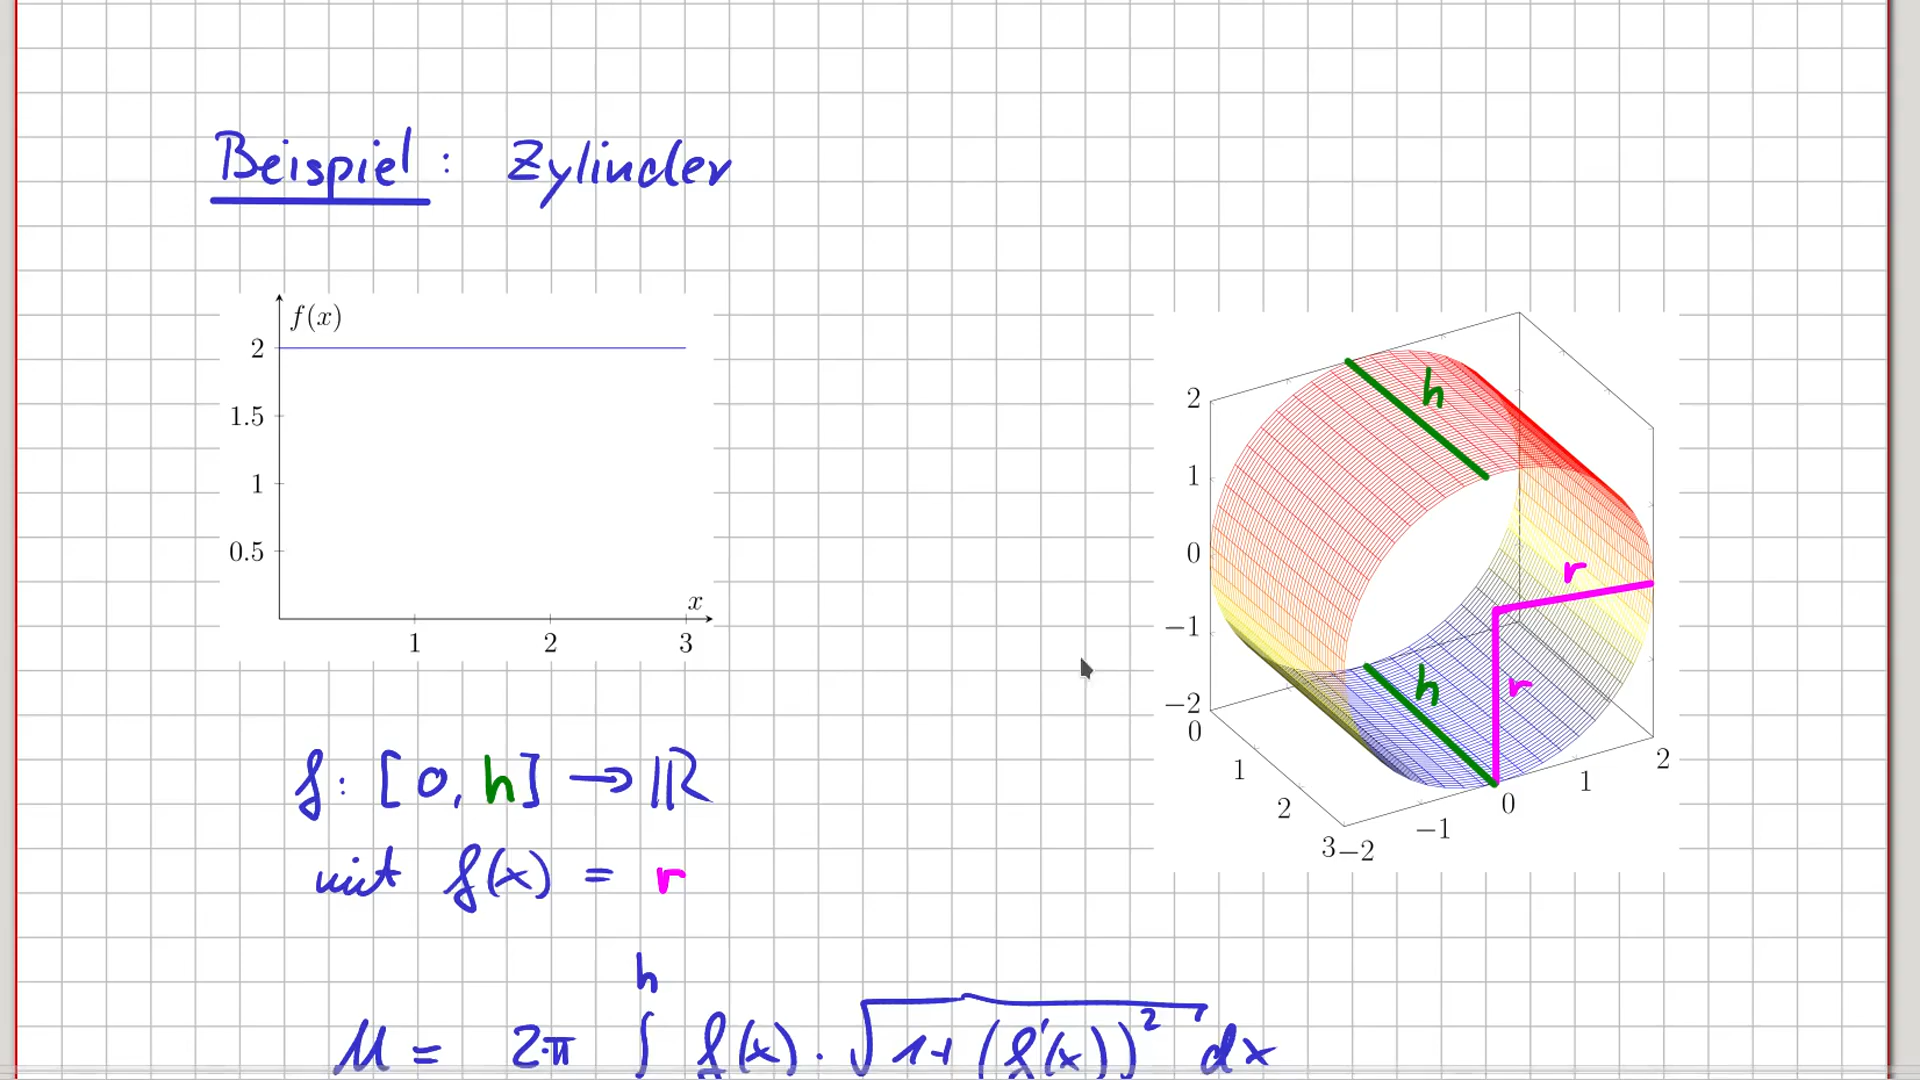 Beispiel: Zylinder
f(x)
2
1.5
1
0.5
x
1 2 3
h
2
1
0
−1
−2
r
h
r
0
1
2
3
−2
−1
0
1
2
f: [0, h] → ℝ
mit f(x) = r
h
M = 2·π ∫ f(x) · √1+(f'(x))² dx